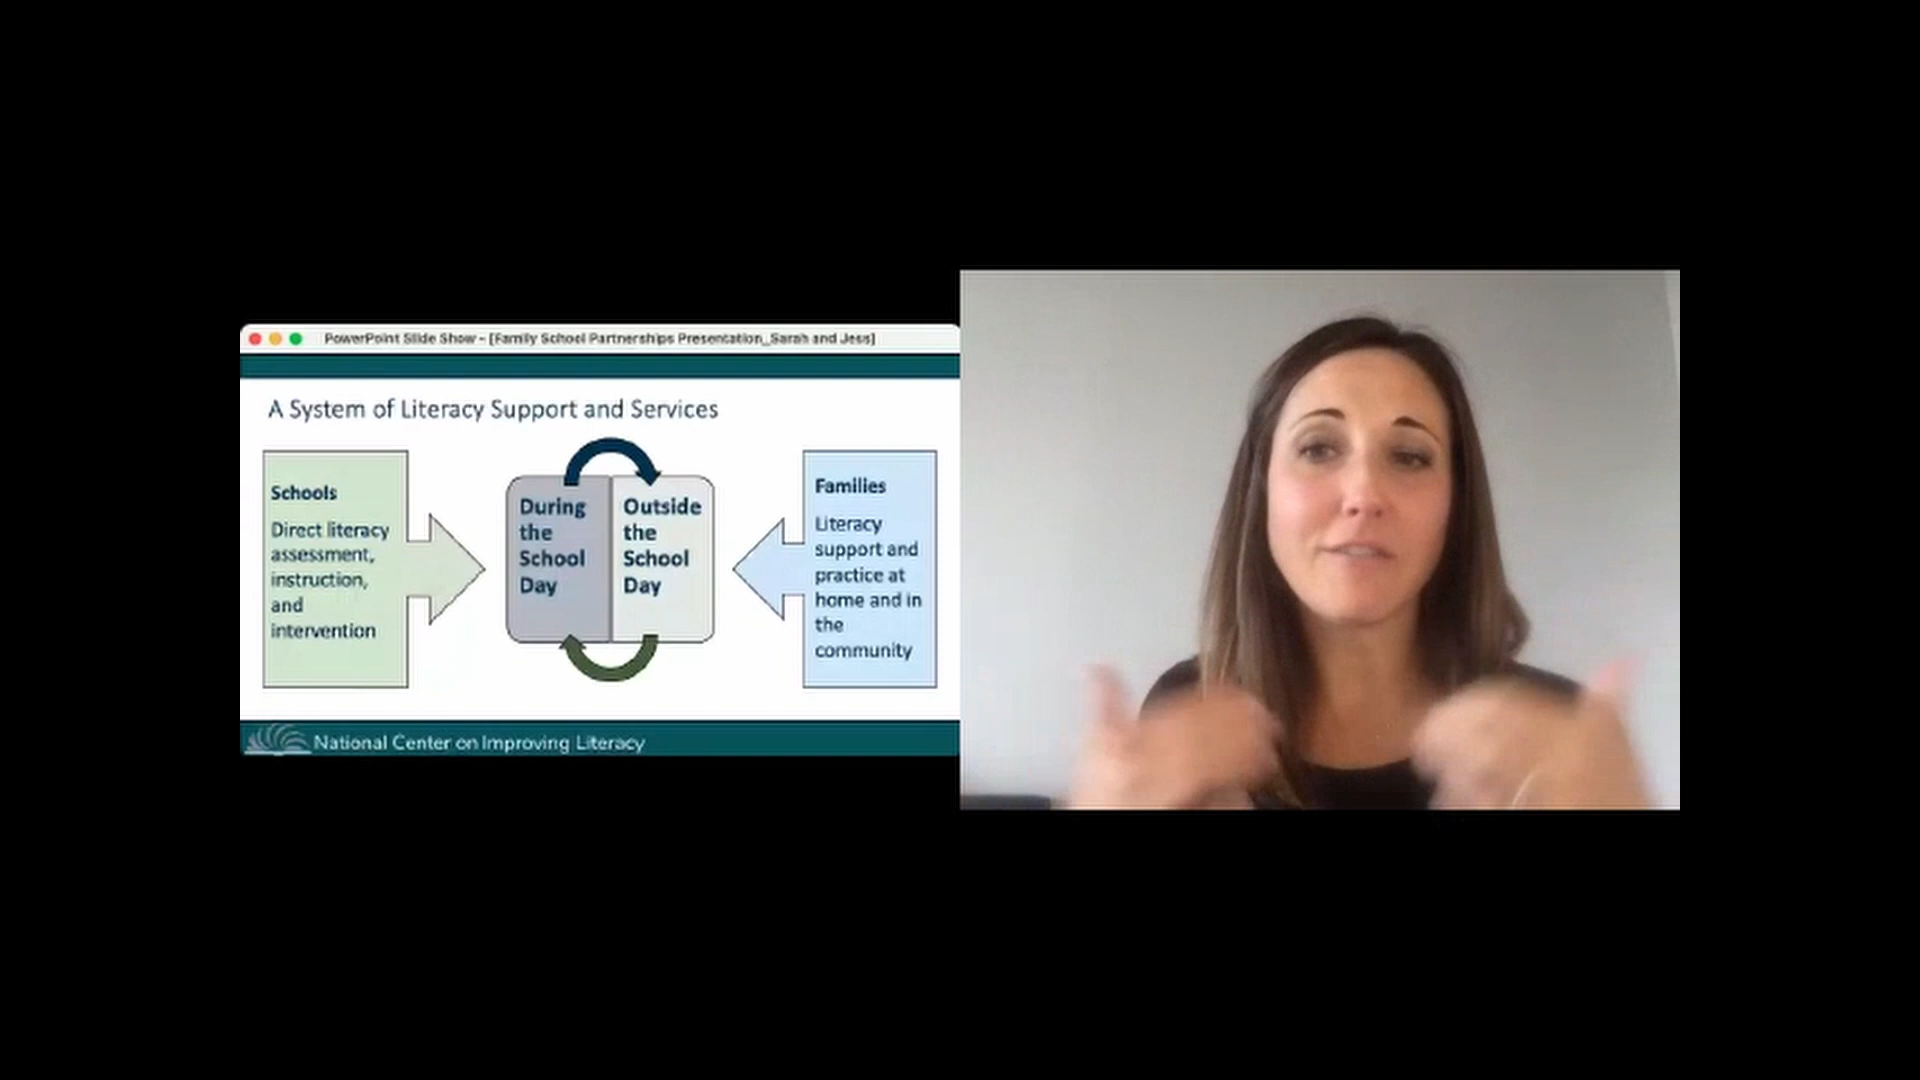 PowerPoint Slide Show - [Family School Partnerships Presentation_Sarah and Jess]
A System of Literacy Support and Services
Schools
Direct literacy
assessment,
instruction,
and
intervention
During
the
School
Day
Outside
the
School
Day
Families
Literacy
support and
practice at
home and in
the
community
National Center on Improving Literacy